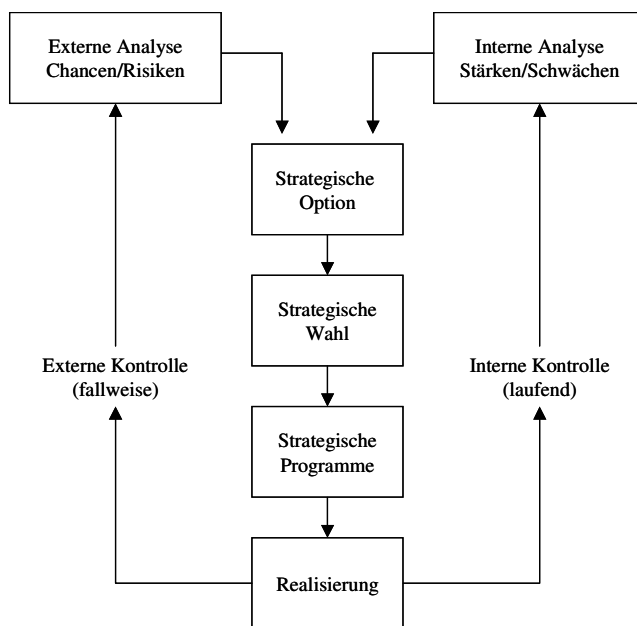 Externe Analyse
Chancen/Risiken
Interne Analyse
Stärken/Schwächen
Strategische
Option
Strategische
Wahl
Externe Kontrolle
(fallweise)
Interne Kontrolle
(laufend)
Strategische
Programme
Realisierung